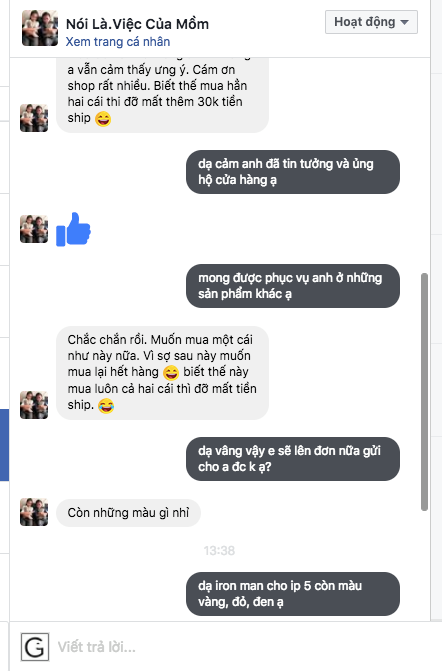 Nói Là.Việc Của Mồm
Xem trang cá nhân
Hoạt động
a vẫn cảm thấy ưng ý. Cám ơn
shop rất nhiều. Biết thế mua hẳn
hai cái thi đỡ mất thêm 30k tiền
ship 😄
dạ cảm anh đã tin tưởng và ủng
hộ cửa hàng ạ
mong được phục vụ anh ở những
sản phẩm khác ạ
Chắc chắn rồi. Muốn mua một cái
như này nữa. Vì sợ sau này muốn
mua lại hết hàng 😄 biết thế này
mua luôn cả hai cái thì đỡ mất tiền
ship. 😂
dạ vâng vậy e sẽ lên đơn nữa gửi
cho a đc k ạ?
Còn những màu gì nhỉ
13:38
dạ iron man cho ip 5 còn màu
vàng, đỏ, đen ạ
G
Viết trả lời...